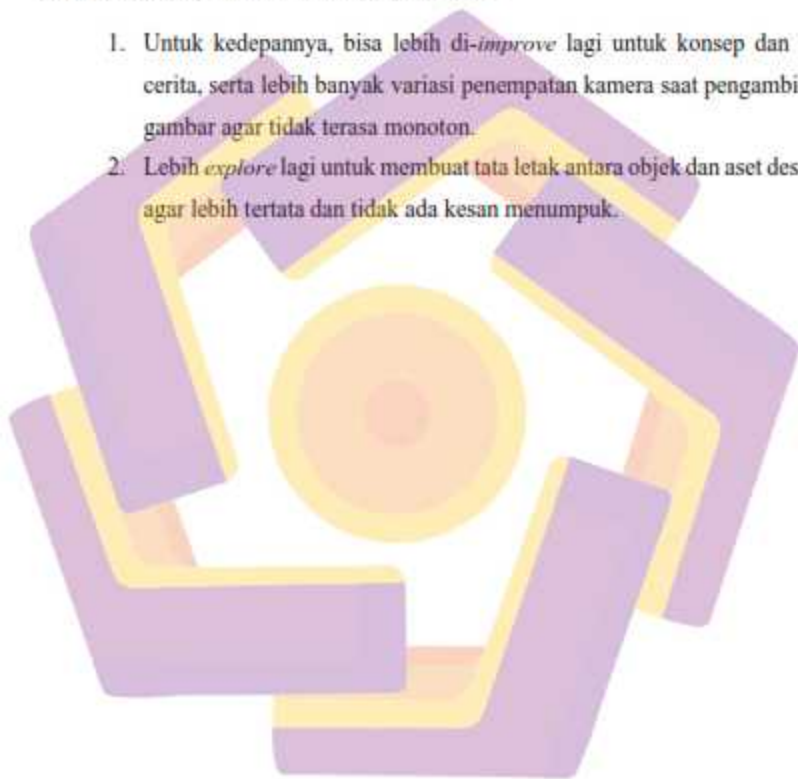 1. Untuk kedepannya, bisa lebih di-improve lagi untuk konsep dan
cerita, serta lebih banyak variasi penempatan kamera saat pengambi
gambar agar tidak terasa monoton.
2. Lebih explore lagi untuk membuat tata letak antara objek dan aset des
agar lebih tertata dan tidak ada kesan menumpuk.